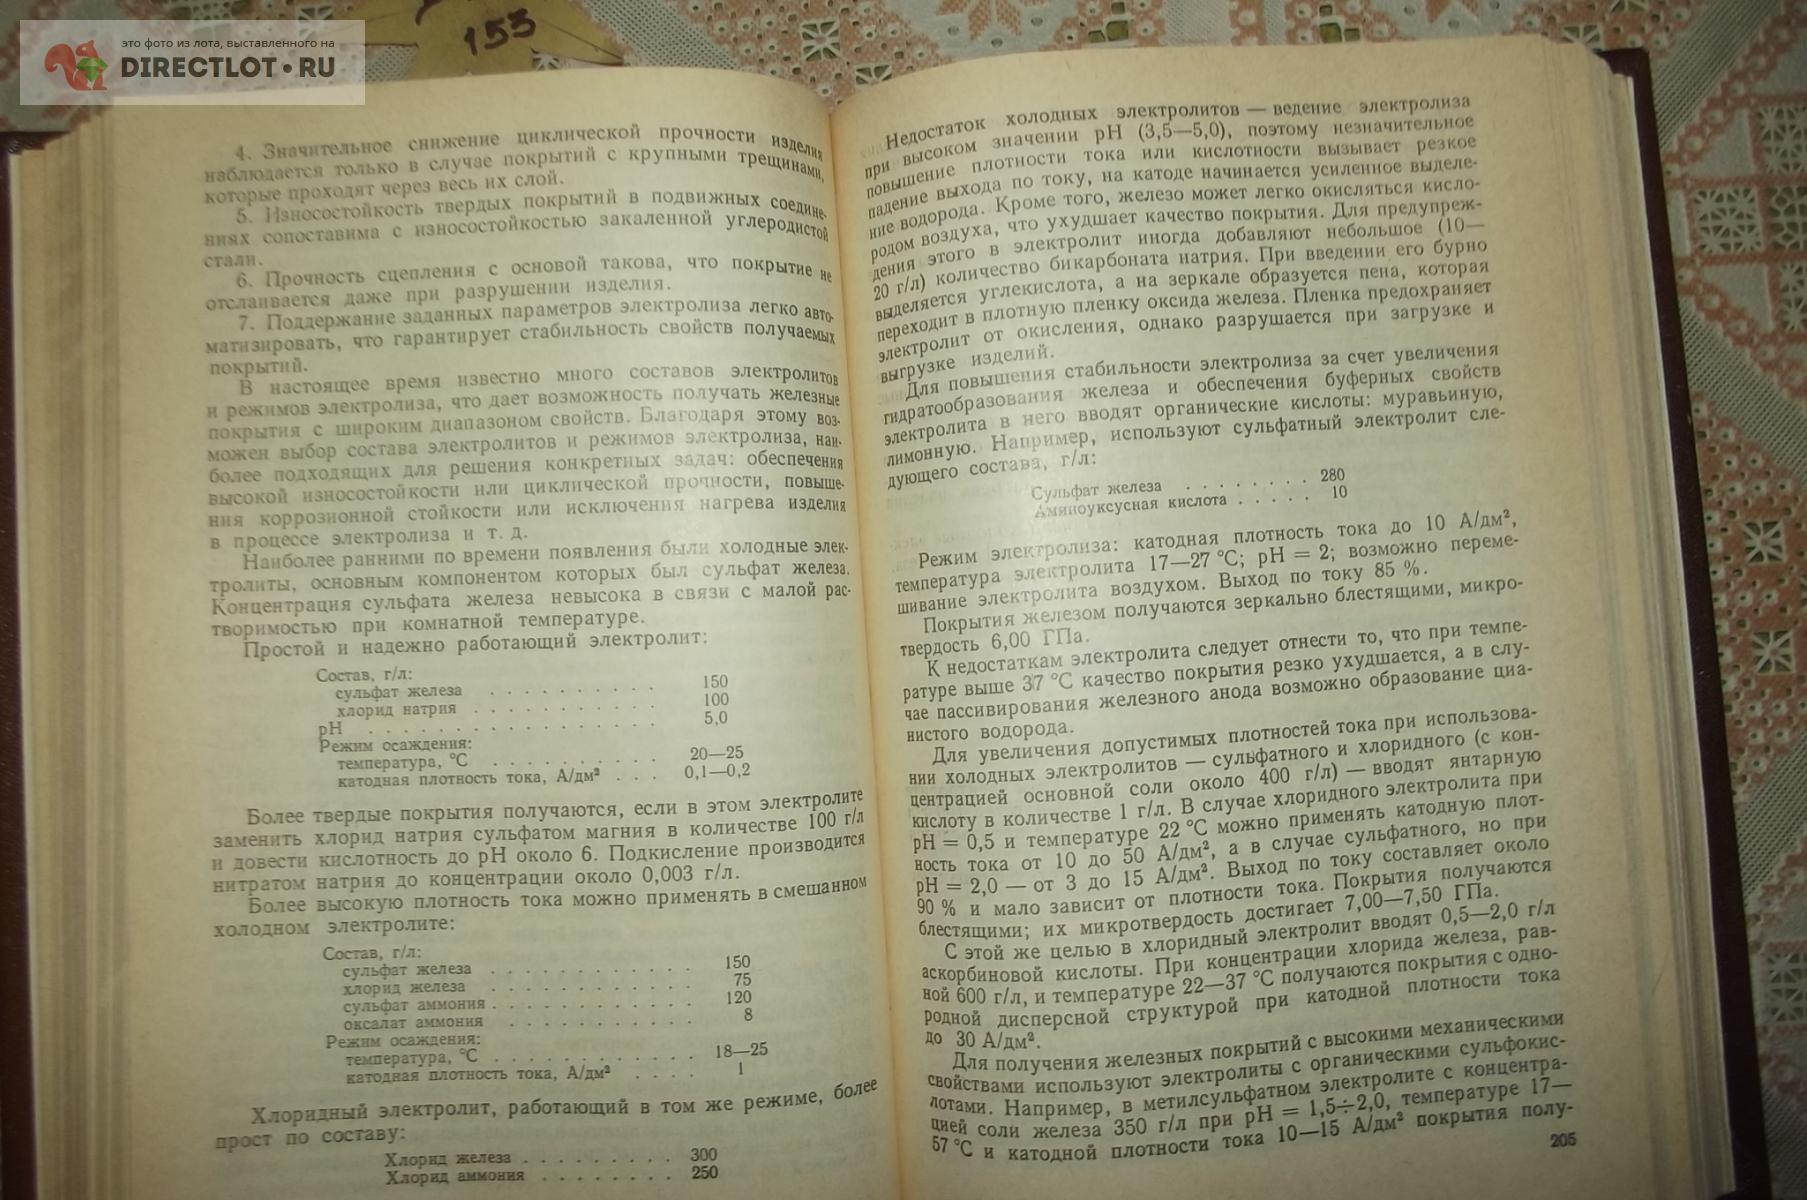 это фото из лота, выставленного на
DIRECTLOT•RU
153
4. Значительное снижение циклической прочности изделия
наблюдается только в случае покрытий с крупными трещинами,
которые проходят через весь их слой.
5. Износостойкость твердых покрытий в подвижных соедине-
ниях сопоставима с износостойкостью закаленной углеродистой
стали.
6. Прочность сцепления с основой такова, что покрытие не
отслаивается даже при разрушении изделия.
7. Поддержание заданных параметров электролиза легко авто-
матизировать, что гарантирует стабильность свойств получаемых
покрытий.
В настоящее время известно много составов электролитов
и режимов электролиза, что дает возможность получать железные
покрытия с широким диапазоном свойств. Благодаря этому воз-
можен выбор состава электролитов и режимов электролиза, наи-
более подходящих для решения конкретных задач: обеспечения
высокой износостойкости или циклической прочности, повыше-
ния коррозионной стойкости или исключения нагрева изделия
в процессе электролиза и т. д.
Наиболее ранними по времени появления были холодные элек-
тролиты, основным компонентом которых был сульфат железа.
Концентрация сульфата железа невысока в связи с малой рас-
творимостью при комнатной температуре.
Простой и надежно работающий электролит:
Состав, г/л:
сульфат железа . . . . . . . . . . 150
хлорид натрия . . . . . . . . . . . 100
pH . . . . . . . . . . . . . . . . 5,0
Режим осаждения:
температура, °С . . . . . . . . . . 20—25
катодная плотность тока, А/дм² . . . 0,1—0,2
Более твердые покрытия получаются, если в этом электролите
заменить хлорид натрия сульфатом магния в количестве 100 г/л
и довести кислотность до pH около 6. Подкисление производится
нитратом натрия до концентрации около 0,003 г/л.
Более высокую плотность тока можно применять в смешанном
холодном электролите:
Состав, г/л:
сульфат железа . . . . . . . . . . . . 150
хлорид железа . . . . . . . . . . . . 75
сульфат аммония . . . . . . . . . . . . 120
оксалат аммония . . . . . . . . . . . 8
Режим осаждения:
температура, °С . . . . . . . . . . . . 18—25
катодная плотность тока, А/дм² . . . . 1
Хлоридный электролит, работающий в том же режиме, более
прост по составу:
Хлорид железа . . . . . . . . . 300
Хлорид аммония . . . . . . . . 250
Недостаток холодных электролитов — ведение электролиза
при высоком значении pH (3,5—5,0), поэтому незначительное
повышение плотности тока или кислотности вызывает резкое
падение выхода по току, на катоде начинается усиленное выделе-
ние водорода. Кроме того, железо может легко окисляться кисло-
родом воздуха, что ухудшает качество покрытия. Для предупреж-
дения этого в электролит иногда добавляют небольшое (10—
20 г/л) количество бикарбоната натрия. При введении его бурно
выделяется углекислота, а на зеркале образуется пена, которая
переходит в плотную пленку оксида железа. Пленка предохраняет
электролит от окисления, однако разрушается при загрузке и
выгрузке изделий.
Для повышения стабильности электролиза за счет увеличения
гидратообразования железа и обеспечения буферных свойств
электролита в него вводят органические кислоты: муравьиную,
лимонную. Например, используют сульфатный электролит сле-
дующего состава, г/л:
Сульфат железа . . . . . . . . 280
Аминоуксусная кислота . . . . . 10
Режим электролиза: катодная плотность тока до 10 А/дм²,
температура электролита 17—27 °С; pH = 2; возможно переме-
шивание электролита воздухом. Выход по току 85 %.
Покрытия железом получаются зеркально блестящими, микро-
твердость 6,00 ГПа.
К недостаткам электролита следует отнести то, что при темпе-
ратуре выше 37 °С качество покрытия резко ухудшается, а в слу-
чае пассивирования железного анода возможно образование циа-
нистого водорода.
Для увеличения допустимых плотностей тока при использова-
нии холодных электролитов — сульфатного и хлоридного (с кон-
центрацией основной соли около 400 г/л) — вводят янтарную
кислоту в количестве 1 г/л. В случае хлоридного электролита при
pH = 0,5 и температуре 22 °С можно применять катодную плот-
ность тока от 10 до 50 А/дм², а в случае сульфатного, но при
pH = 2,0 — от 3 до 15 А/дм². Выход по току составляет около
90 % и мало зависит от плотности тока. Покрытия получаются
блестящими; их микротвердость достигает 7,00—7,50 ГПа.
С этой же целью в хлоридный электролит вводят 0,5—2,0 г/л
аскорбиновой кислоты. При концентрации хлорида железа, рав-
ной 600 г/л, и температуре 22—37 °С получаются покрытия с одно-
родной дисперсной структурой при катодной плотности тока
до 30 А/дм².
Для получения железных покрытий с высокими механическими
свойствами используют электролиты с органическими сульфокис-
лотами. Например, в метилсульфатном электролите с концентра-
цией соли железа 350 г/л при pH = 1,5÷2,0, температуре 17—
57 °С и катодной плотности тока 10—15 А/дм² покрытия полу-
205